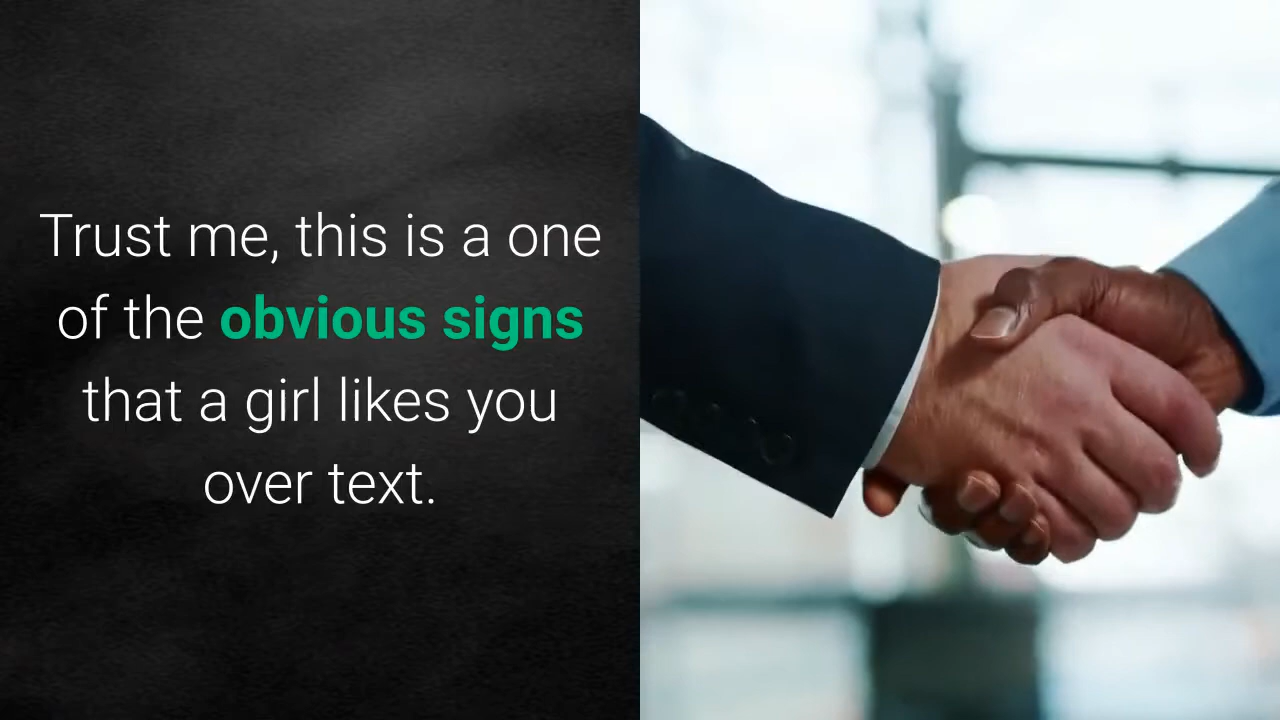 Trust me, this is a one
of the obvious signs
that a girl likes you
over text.